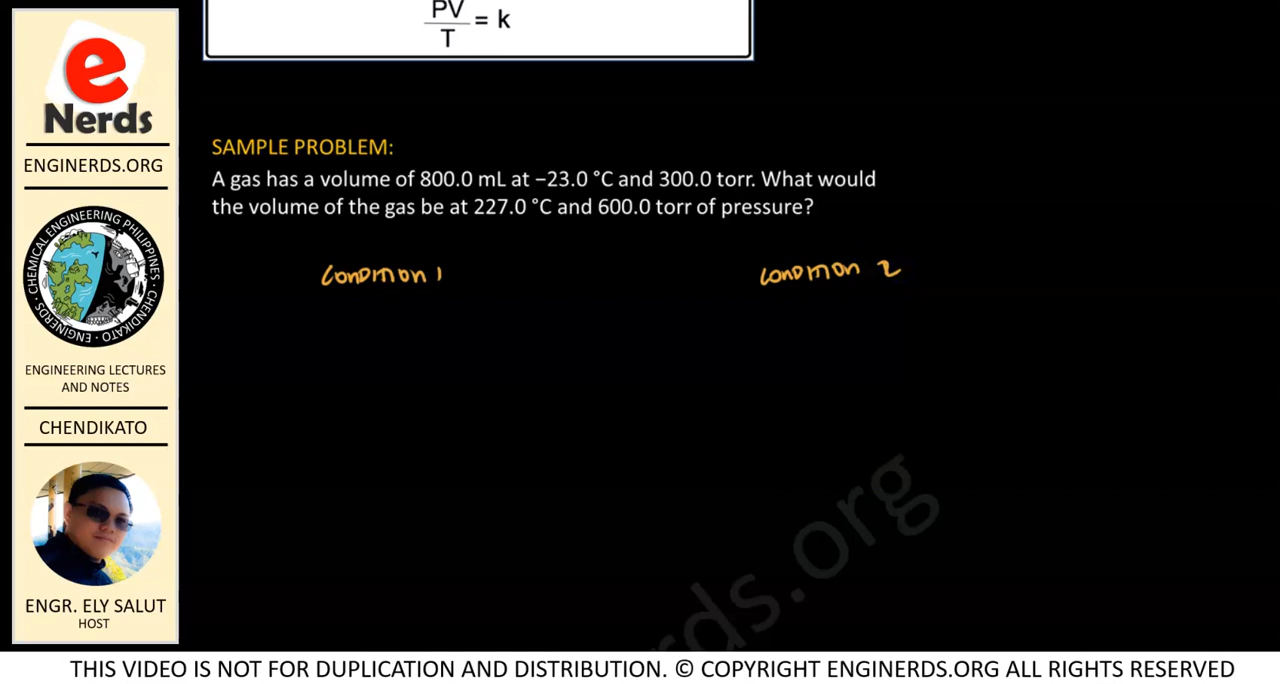 PV
T
= k
e
Nerds
ENGINERDS.ORG
CHEMICAL ENGINEERING PHILIPPINES · CHENDIKATO · ENGINERDS ·
ENGINEERING LECTURES
AND NOTES
CHENDIKATO
ENGR. ELY SALUT
HOST
SAMPLE PROBLEM:
A gas has a volume of 800.0 mL at −23.0 °C and 300.0 torr. What would
the volume of the gas be at 227.0 °C and 600.0 torr of pressure?
CONDITION 1
CONDITION 2
rds.org
THIS VIDEO IS NOT FOR DUPLICATION AND DISTRIBUTION. © COPYRIGHT ENGINERDS.ORG ALL RIGHTS RESERVED